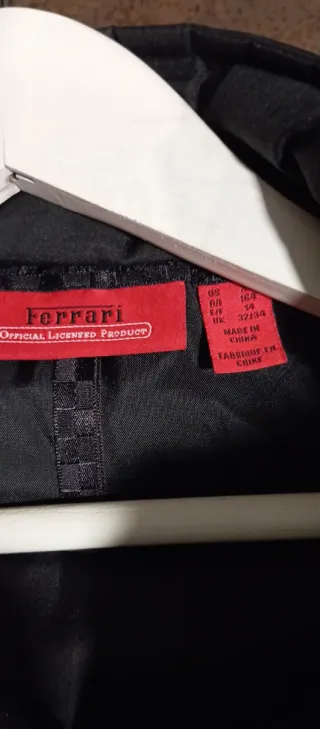 Ferrari
OFFICIAL LICENSED PRODUCT
US
D/I 164
E/F 14
UK 32/34
MADE IN
CHINA
FABRIQUE EN
CHINE